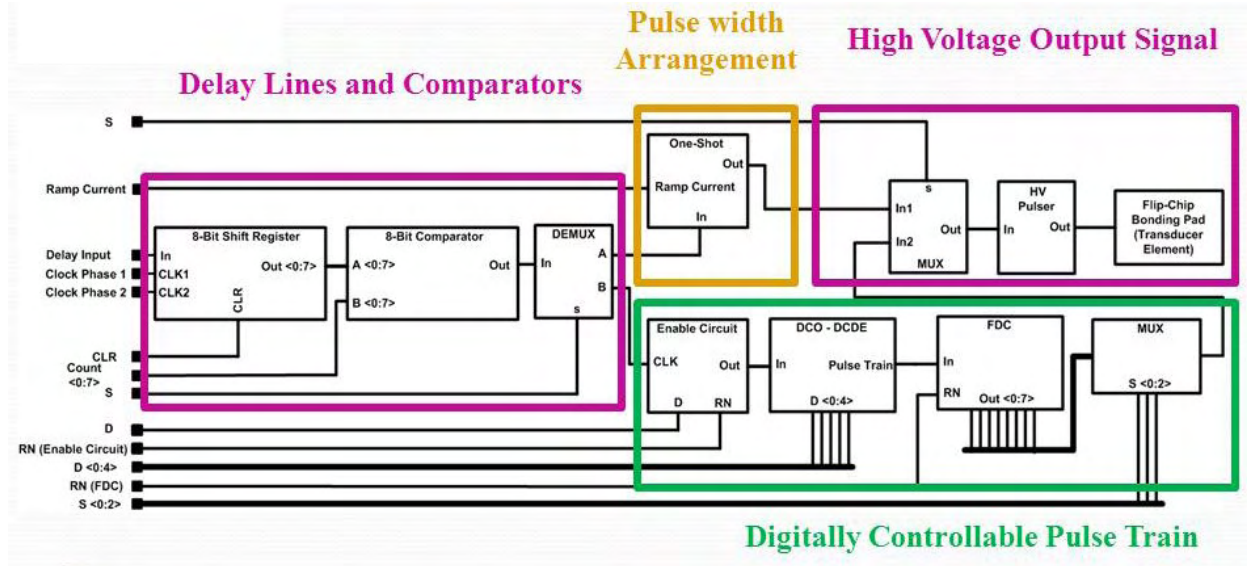 Pulse width
Arrangement
High Voltage Output Signal
Delay Lines and Comparators
S
Ramp Current
Delay Input
Clock Phase 1
Clock Phase 2
CLR
Count
<0:7>
S
D
RN (Enable Circuit)
D <0:4>
RN (FDC)
S <0:2>
8-Bit Shift Register
In
CLK1
CLK2
Out <0:7>
CLR
8-Bit Comparator
A <0:7>
B <0:7>
Out
DEMUX
In
A
B
s
One-Shot
Out
Ramp Current
In
s
In1
In2
Out
MUX
HV
Pulser
Out
In
Flip-Chip
Bonding Pad
(Transducer
Element)
Enable Circuit
CLK
Out
D RN
DCO - DCDE
In
Pulse Train
D <0:4>
FDC
In
RN
Out <0:7>
MUX
S <0:2>
Digitally Controllable Pulse Train